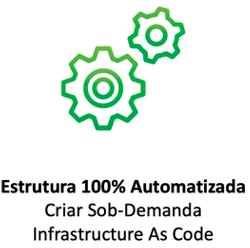 Estrutura 100% Automatizada
Criar Sob-Demanda
Infrastructure As Code